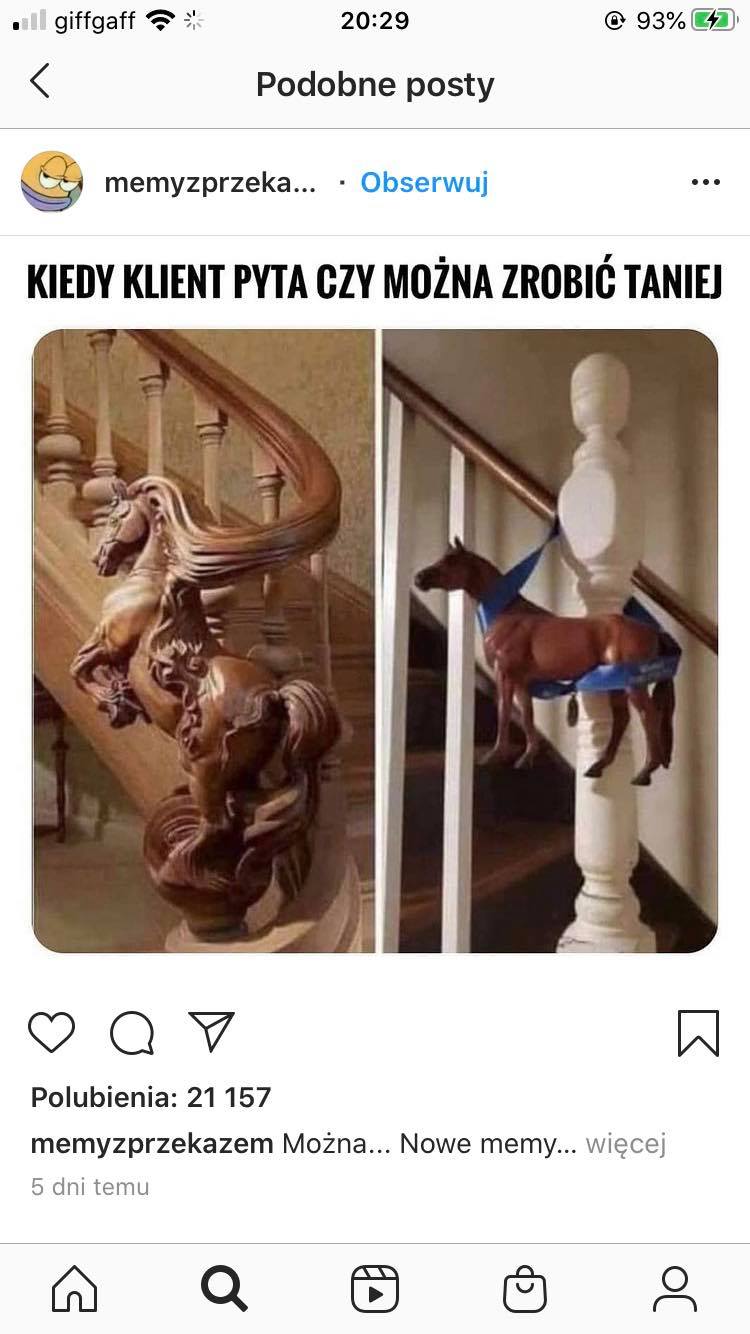 giffgaff 20:29 93%
Podobne posty
memyzprzeka... · Obserwuj
KIEDY KLIENT PYTA CZY MOŻNA ZROBIĆ TANIEJ
Polubienia: 21 157
memyzprzekazem Można... Nowe memy... więcej
5 dni temu